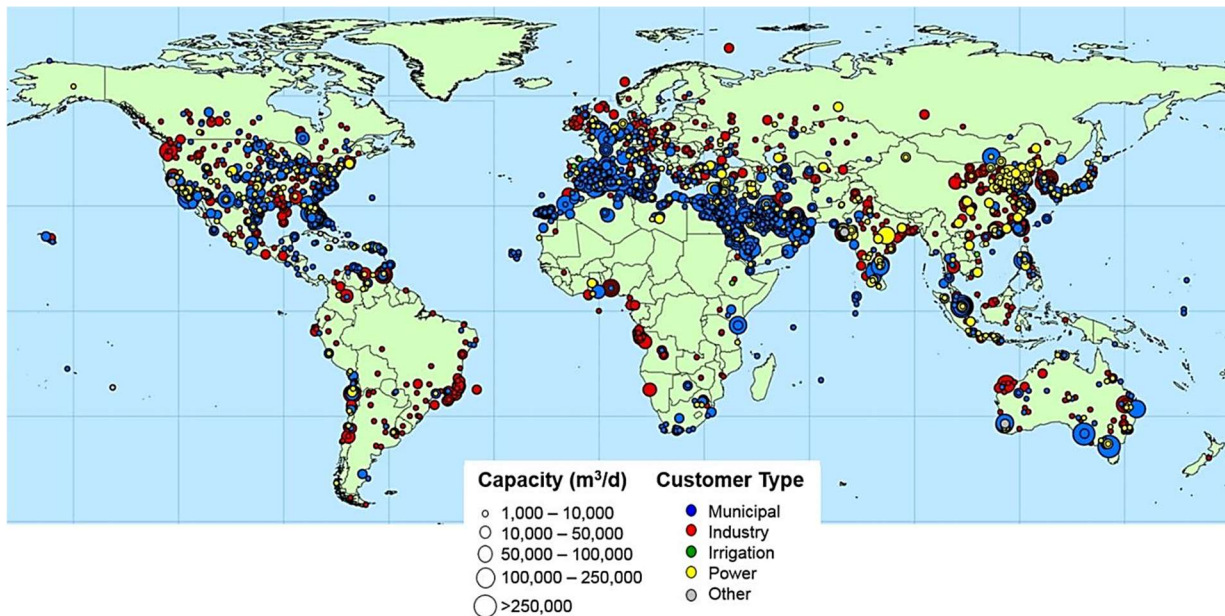 Capacity (m³/d)
1,000 – 10,000
10,000 – 50,000
50,000 – 100,000
100,000 – 250,000
>250,000
Customer Type
Municipal
Industry
Irrigation
Power
Other